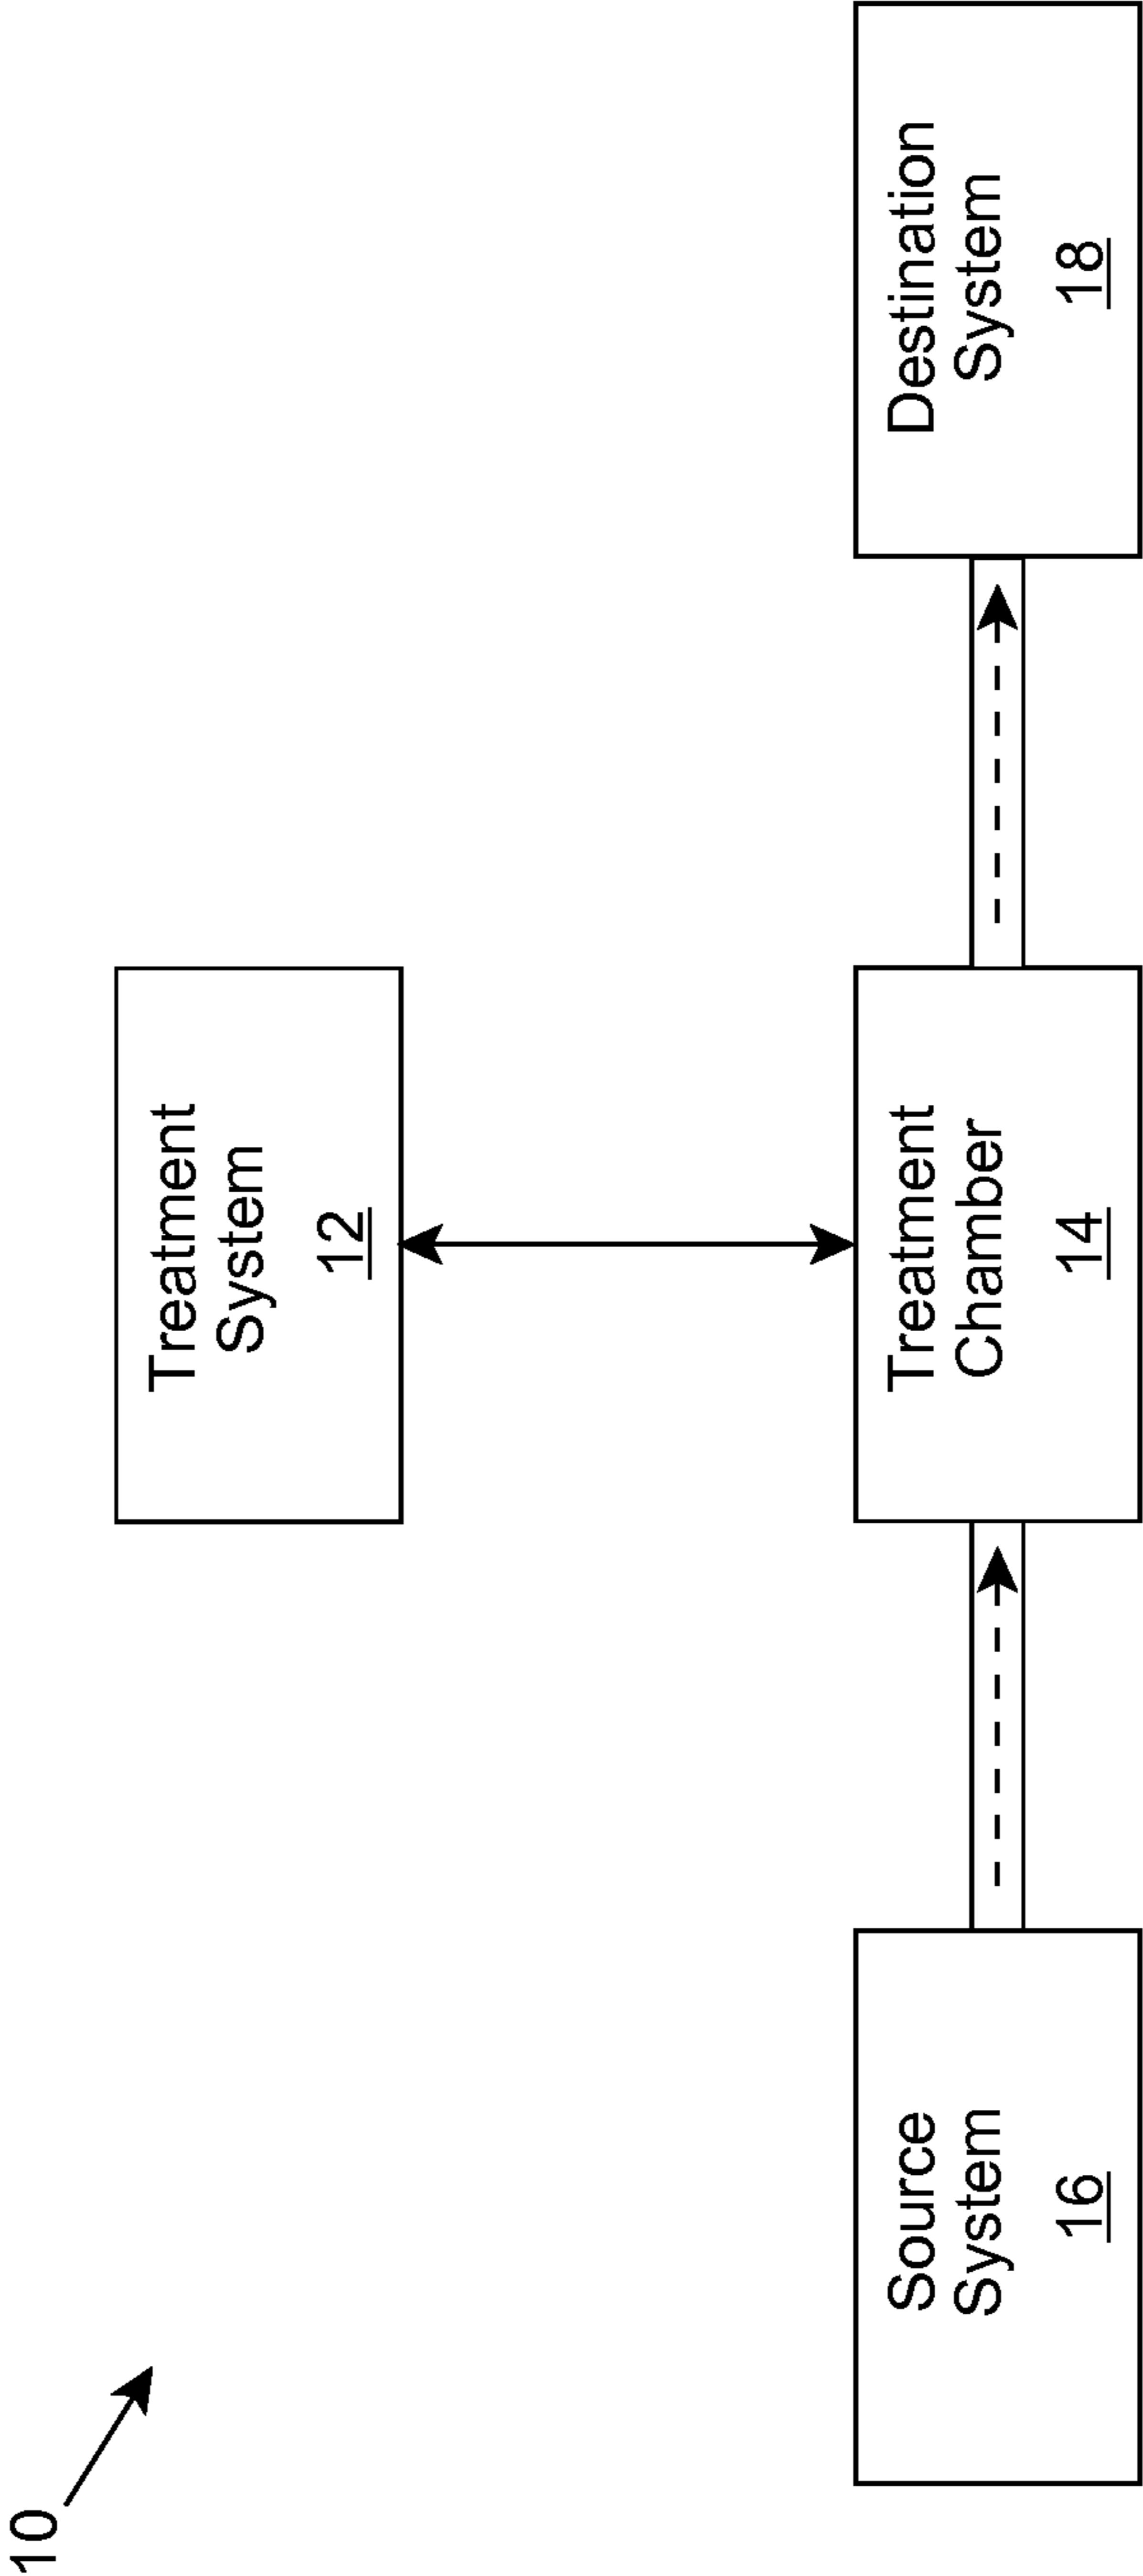 10
Treatment
System
12
Source
System
16
Treatment
Chamber
14
Destination
System
18